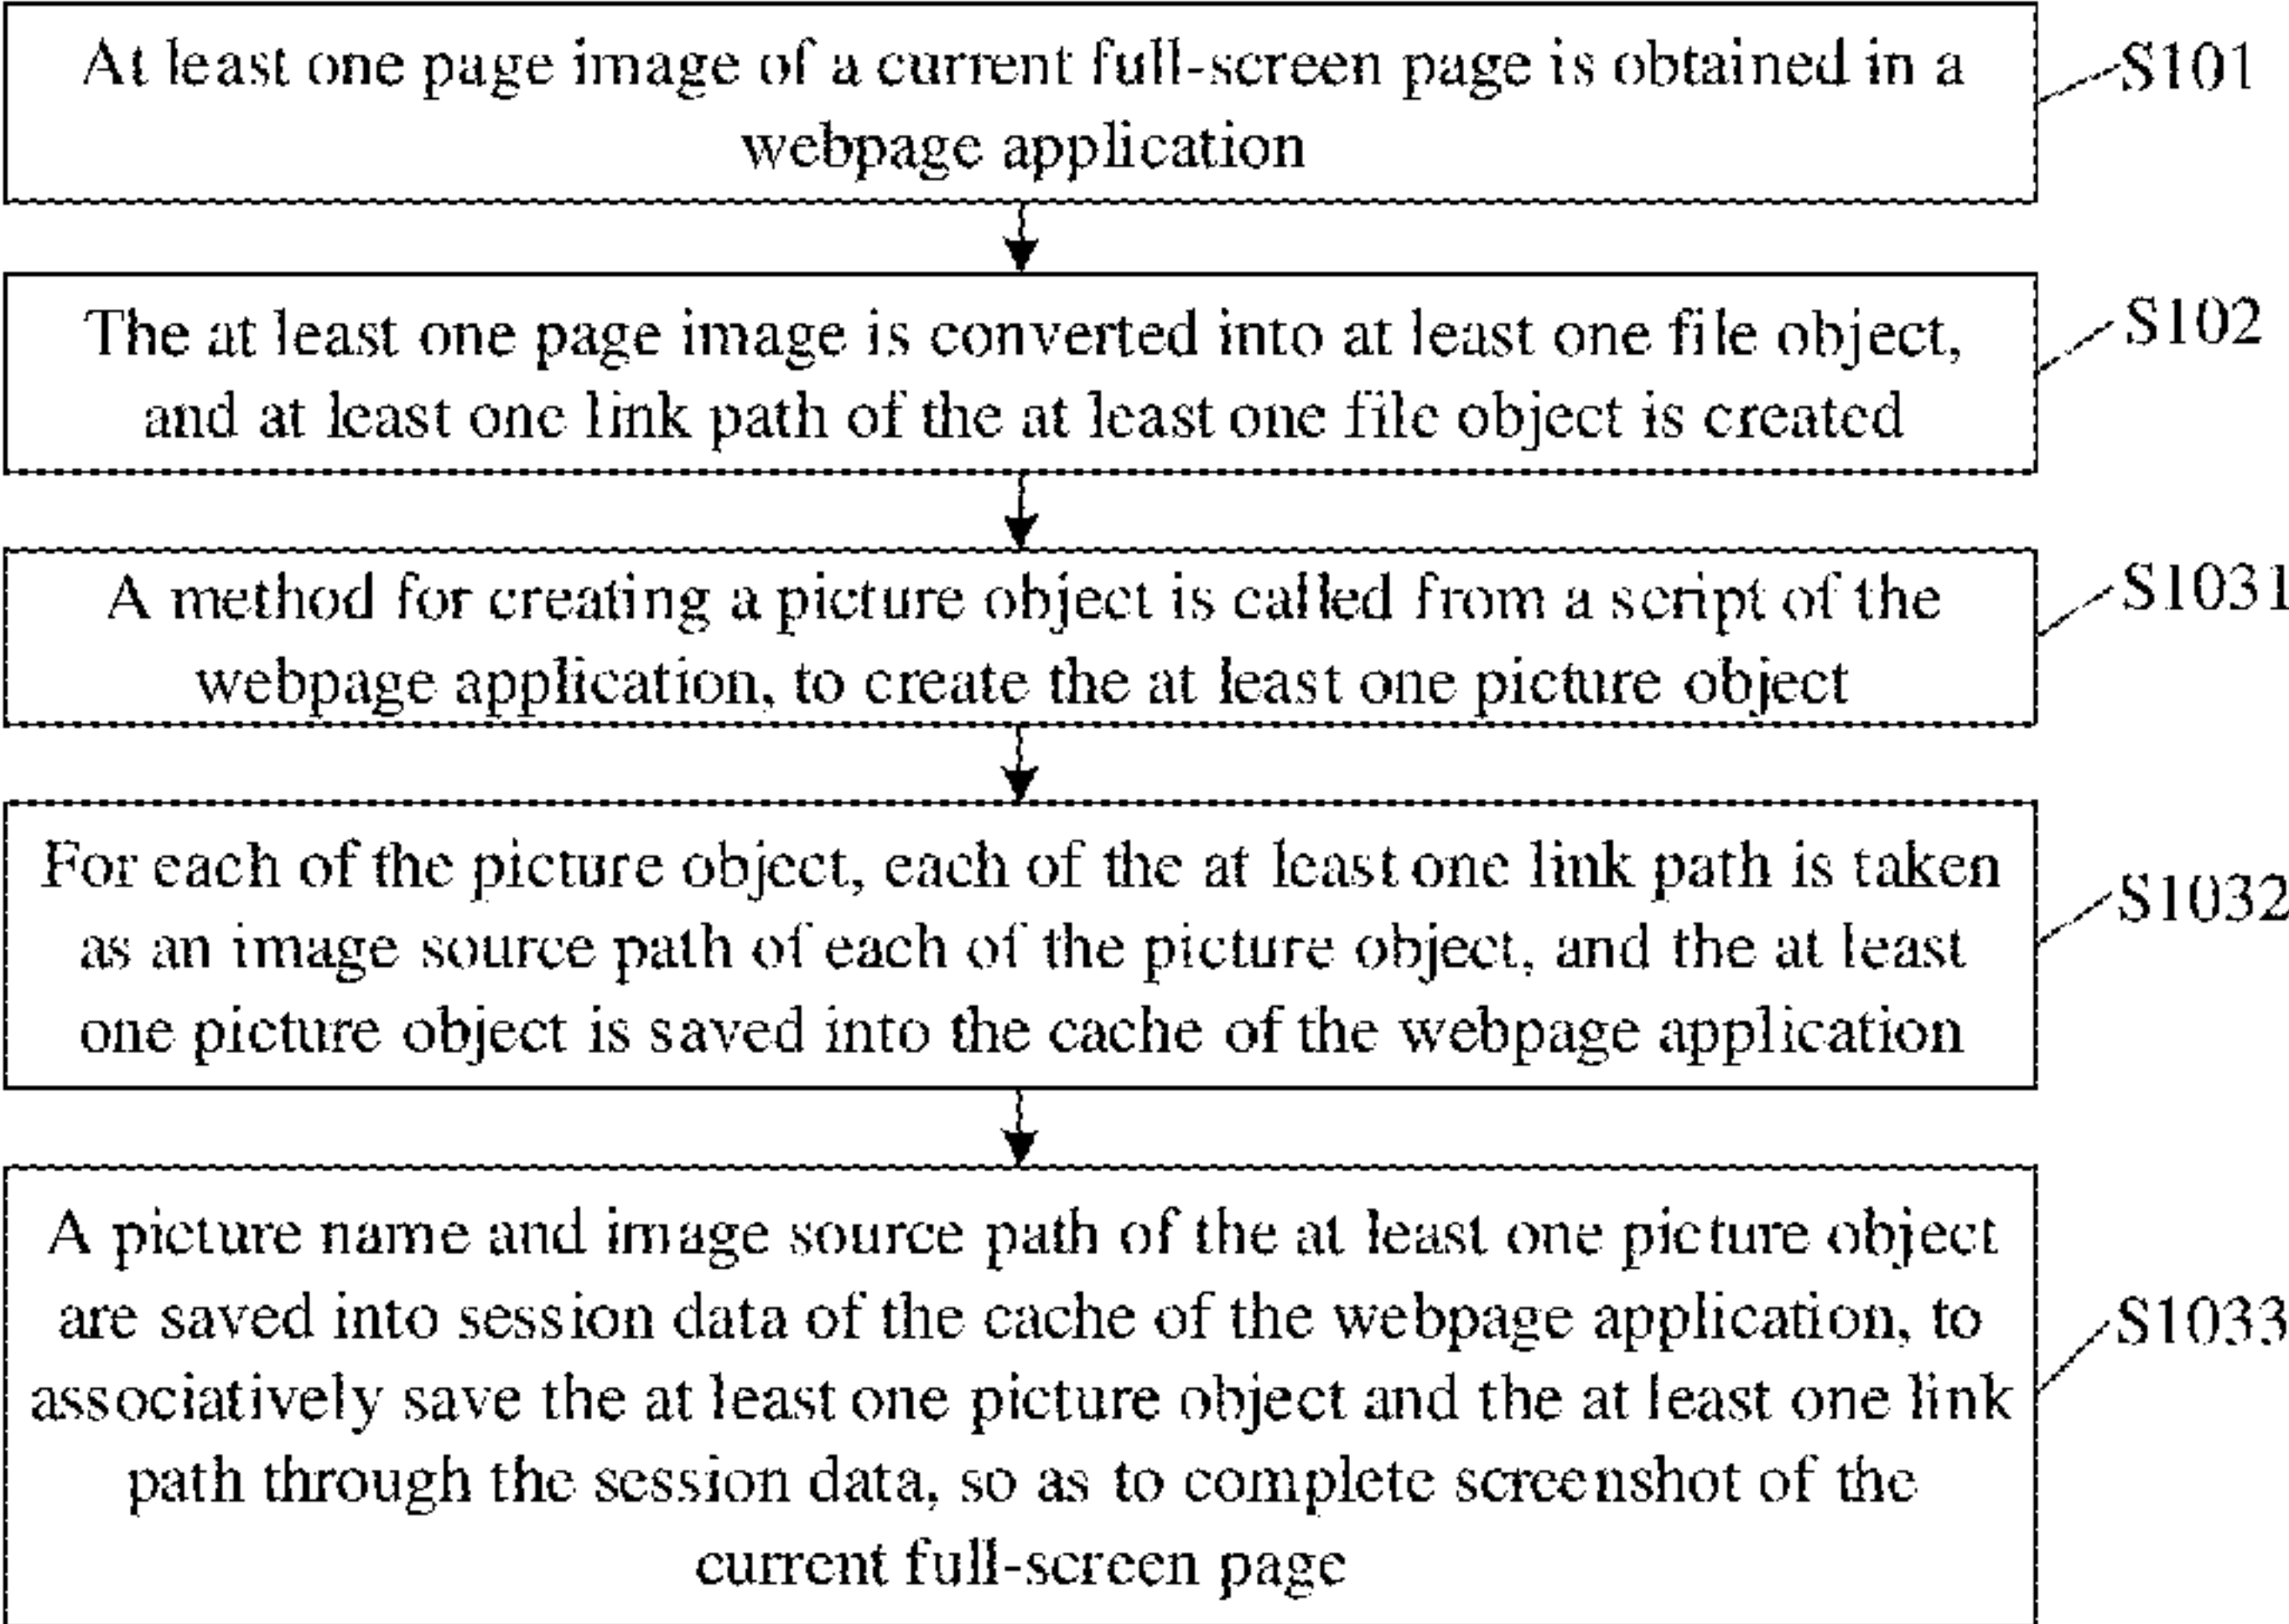 At least one page image of a current full-screen page is obtained in a
webpage application
S101
The at least one page image is converted into at least one file object,
and at least one link path of the at least one file object is created
S102
A method for creating a picture object is called from a script of the
webpage application, to create the at least one picture object
S1031
For each of the picture object, each of the at least one link path is taken
as an image source path of each of the picture object, and the at least
one picture object is saved into the cache of the webpage application
S1032
A picture name and image source path of the at least one picture object
are saved into session data of the cache of the webpage application, to
associatively save the at least one picture object and the at least one link
path through the session data, so as to complete screenshot of the
current full-screen page
S1033